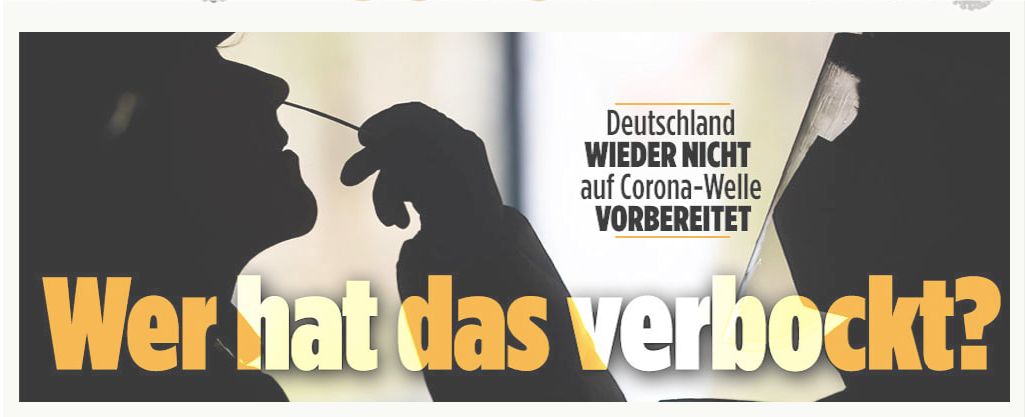 Deutschland
WIEDER NICHT
auf Corona-Welle
VORBEREITET
Wer hat das verbockt?